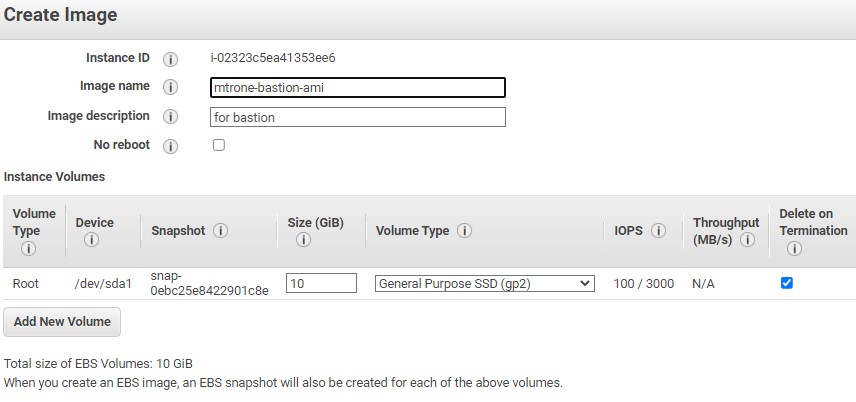 Create Image
Instance ID i-02323c5ea41353ee6
Image name mtrone-bastion-ami
Image description for bastion
No reboot
Instance Volumes
Volume Type Device Snapshot Size (GiB) Volume Type IOPS Throughput (MB/s) Delete on Termination
Root /dev/sda1 snap-0ebc25e8422901c8e 10 General Purpose SSD (gp2) 100 / 3000 N/A
Add New Volume
Total size of EBS Volumes: 10 GiB
When you create an EBS image, an EBS snapshot will also be created for each of the above volumes.